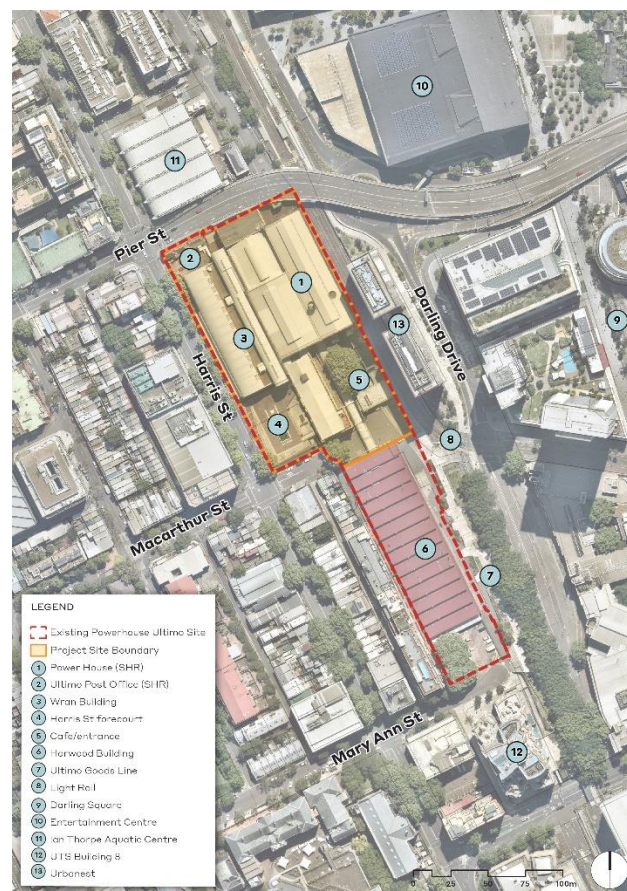 10
11
Pier St
2
1
3
Harris St
13
Darling Drive
9
5
4
8
Macarthur St
6
7
Mary Ann St
12
LEGEND
Existing Powerhouse Ultimo Site
Project Site Boundary
1 Power House (SHR)
2 Ultimo Post Office (SHR)
3 Wran Building
4 Harris St forecourt
5 Cafe/entrance
6 Harwood Building
7 Ultimo Goods Line
8 Light Rail
9 Darling Square
10 Entertainment Centre
11 Ian Thorpe Aquatic Centre
12 UTS Building 8
13 Urbanest
0 25 50 75 100m